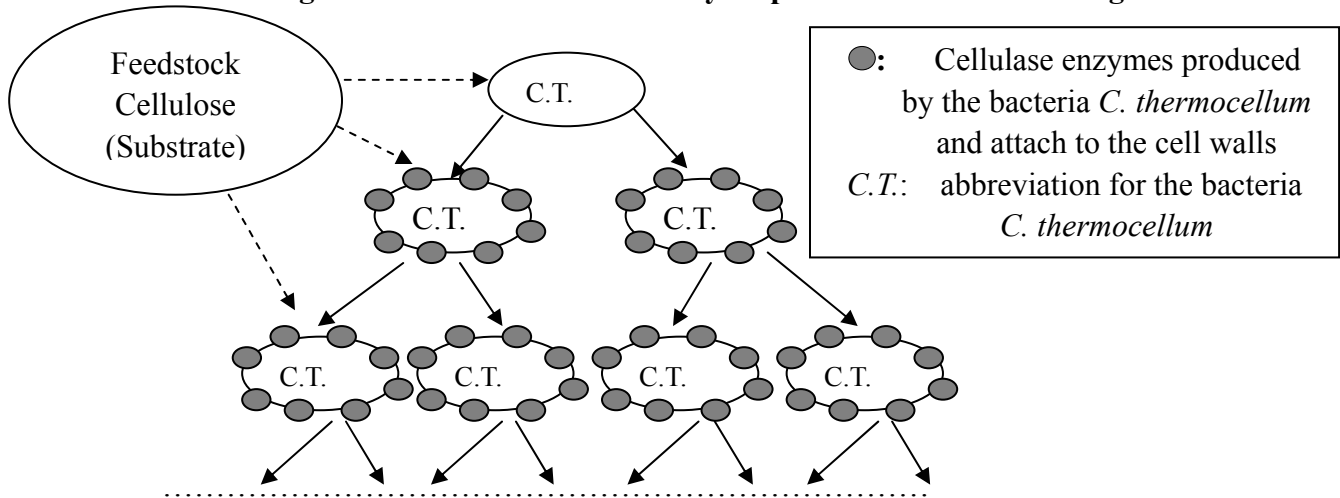 Feedstock
Cellulose
(Substrate)
C.T.
: Cellulase enzymes produced
by the bacteria C. thermocellum
and attach to the cell walls
C.T.: abbreviation for the bacteria
C. thermocellum
C.T.
C.T.
C.T.
C.T.
C.T.
C.T.